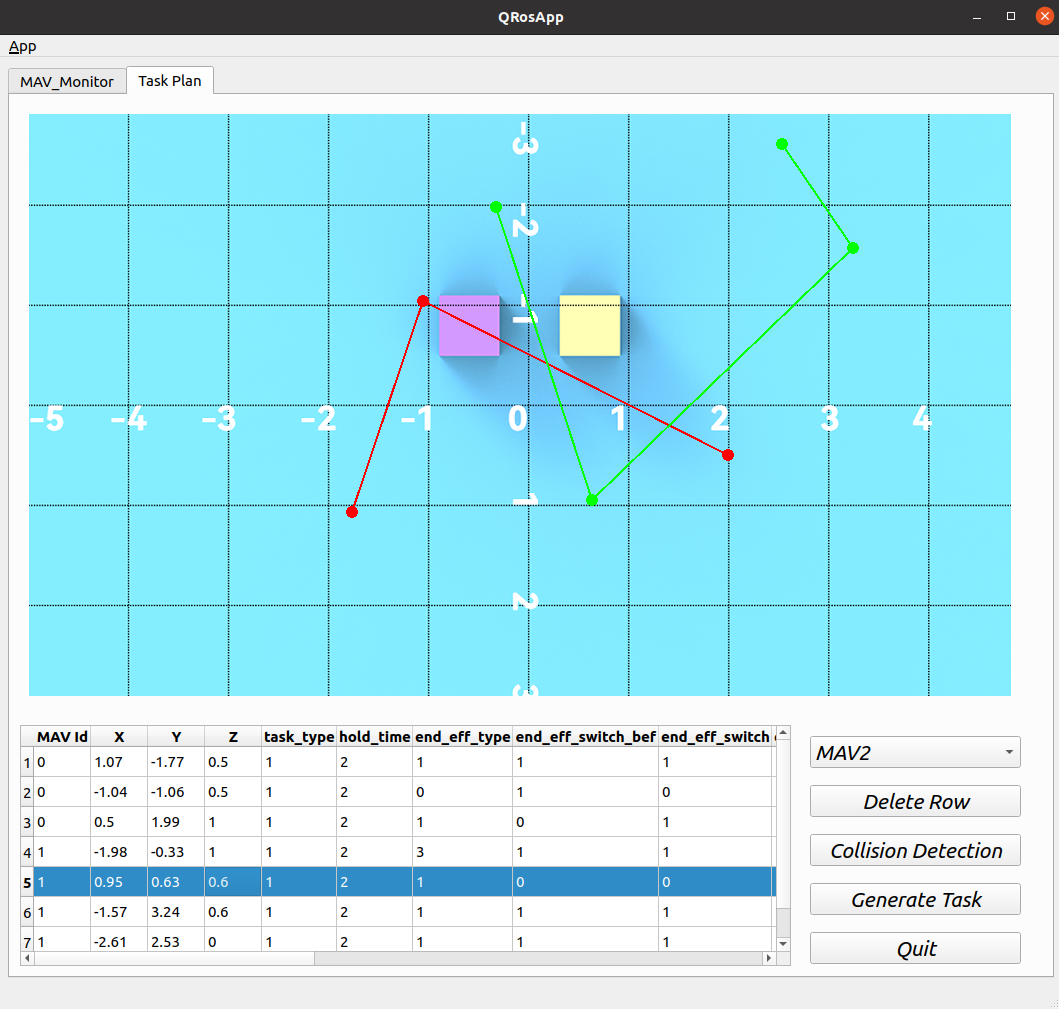 QRosApp
App
MAV_Monitor Task Plan
-3
-2
-1
-5 -4 -3 -2 -1 0 1 2 3 4
1
2
3
MAV Id X Y Z task_type hold_time end_eff_type end_eff_switch_bef end_eff_switch
1 0 1.07 -1.77 0.5 1 2 1 1 1
2 0 -1.04 -1.06 0.5 1 2 0 1 0
3 0 0.5 1.99 1 1 2 1 0 1
4 1 -1.98 -0.33 1 1 2 3 1 1
5 1 0.95 0.63 0.6 1 2 1 0 0
6 1 -1.57 3.24 0.6 1 2 1 1 1
7 1 -2.61 2.53 0 1 2 1 1 1
MAV2
Delete Row
Collision Detection
Generate Task
Quit